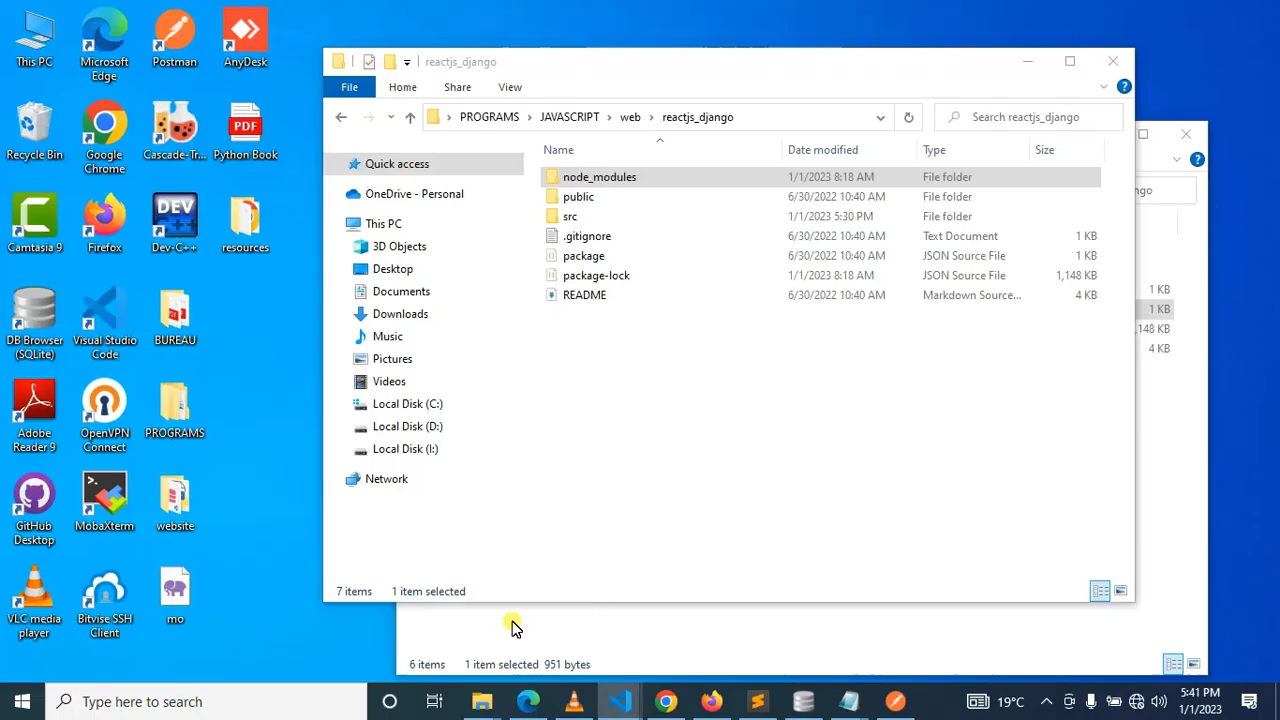 This PC
Microsoft
Edge
Postman
AnyDesk
Recycle Bin
Google
Chrome
Cascade-Tr...
PDF
Python Book
Camtasia 9
Firefox
DEV
C++
Dev-C++
resources
DB Browser
(SQLite)
Visual Studio
Code
BUREAU
Adobe
Reader 9
OpenVPN
Connect
PROGRAMS
GitHub
Desktop
MobaXterm
website
VLC media
player
Bitvise SSH
Client
mo
reactjs_django
File
Home
Share
View
PROGRAMS
JAVASCRIPT
web
reactjs_django
Search reactjs_django
Quick access
OneDrive - Personal
This PC
3D Objects
Desktop
Documents
Downloads
Music
Pictures
Videos
Local Disk (C:)
Local Disk (D:)
Local Disk (I:)
Network
Name Date modified Type Size
node_modules 1/1/2023 8:18 AM File folder
public 6/30/2022 10:40 AM File folder
src 1/1/2023 5:30 PM File folder
.gitignore 6/30/2022 10:40 AM Text Document 1 KB
package 6/30/2022 10:40 AM JSON Source File 1 KB
package-lock 1/1/2023 8:18 AM JSON Source File 1,148 KB
README 6/30/2022 10:40 AM Markdown Source... 4 KB
7 items 1 item selected
ngo
1 KB
1 KB
,148 KB
4 KB
6 items 1 item selected 951 bytes
Type here to search
19°C
5:41 PM
1/1/2023